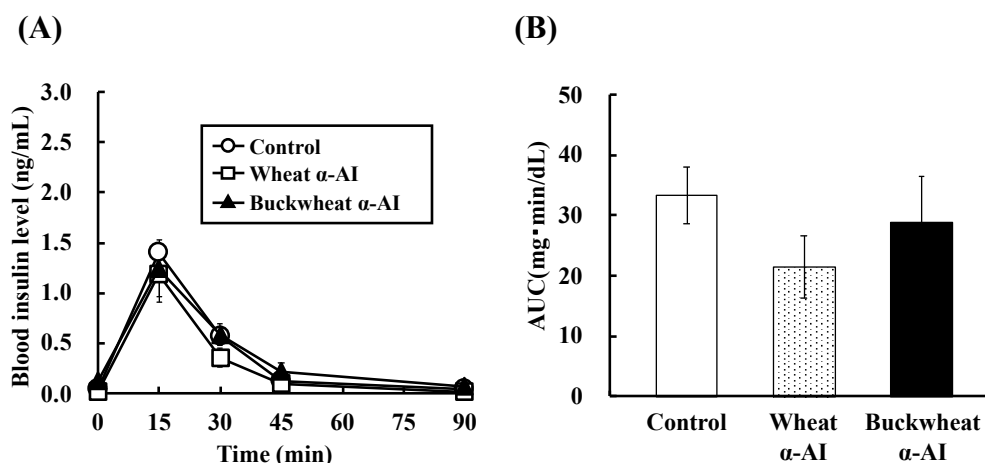 (A)
Blood insulin level (ng/mL)
3.0
2.5
2.0
1.5
1.0
0.5
0.0
Control
Wheat α-AI
Buckwheat α-AI
0 15 30 45 60 75 90
Time (min)
(B)
AUC(mg・min/dL)
50
40
30
20
10
0
Control Wheat Buckwheat
α-AI α-AI